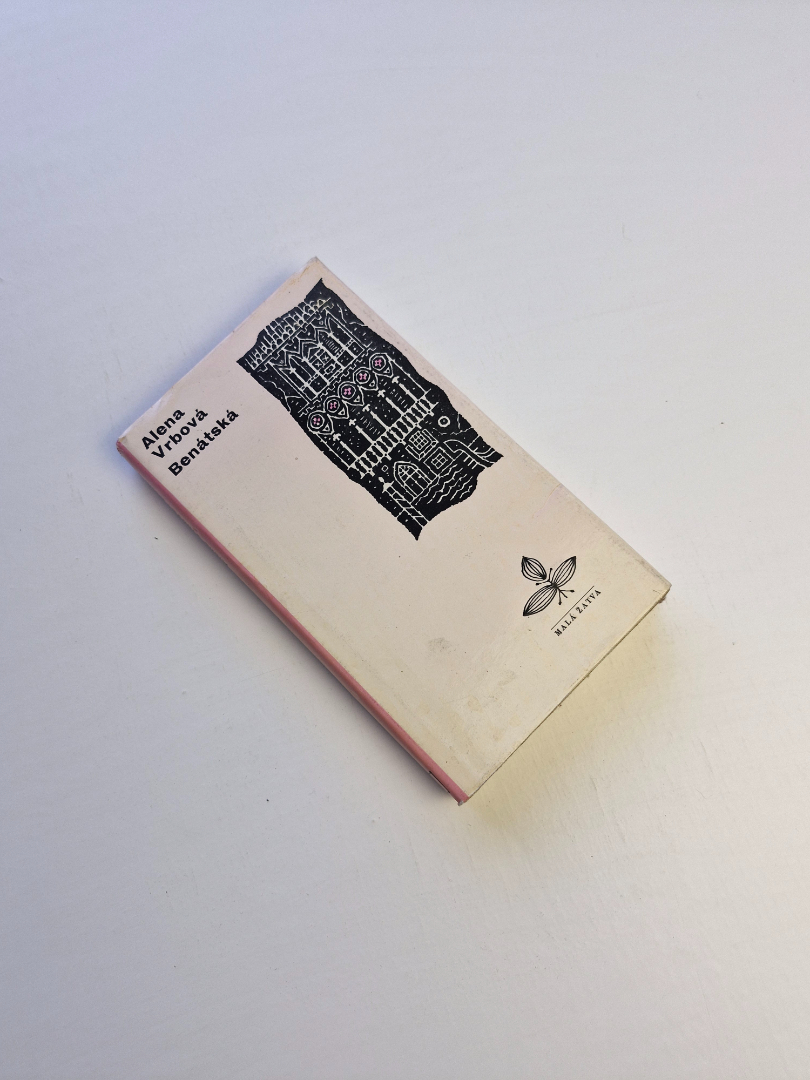 Alena
Vrbová
Benátská
MALÁ ŽATVA